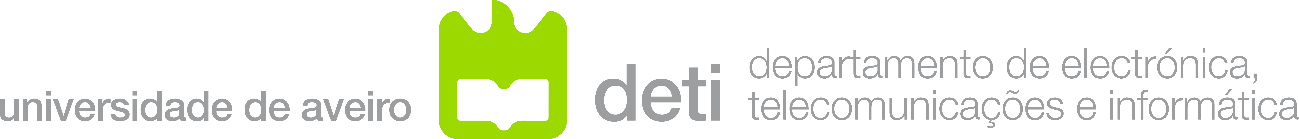 universidade de aveiro
deti
departamento de electrónica,
telecomunicações e informática